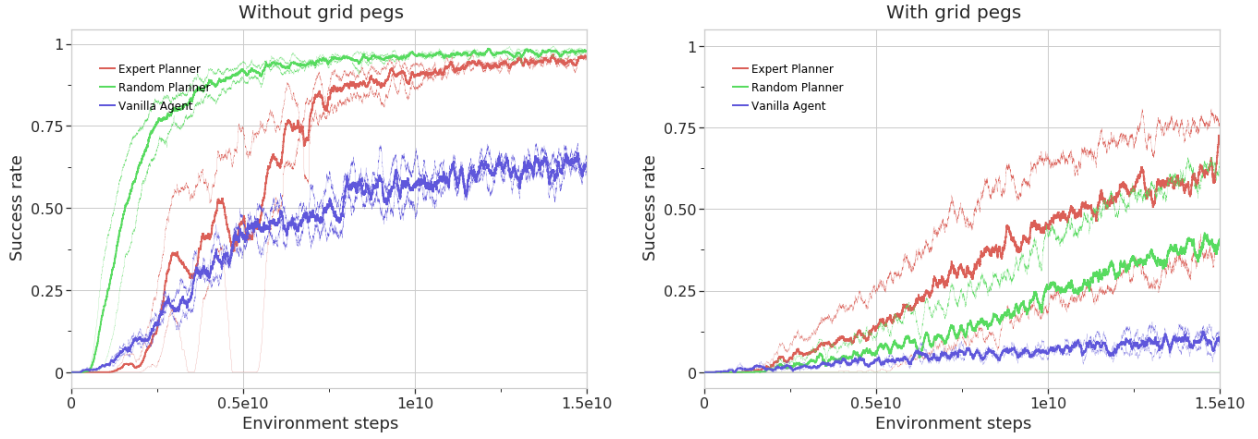 Without grid pegs
1
0.75
0.50
0.25
0
Success rate
Expert Planner
Random Planner
Vanilla Agent
0
0.5e10
1e10
1.5e10
Environment steps
With grid pegs
1
0.75
0.50
0.25
0
Success rate
Expert Planner
Random Planner
Vanilla Agent
0
0.5e10
1e10
1.5e10
Environment steps